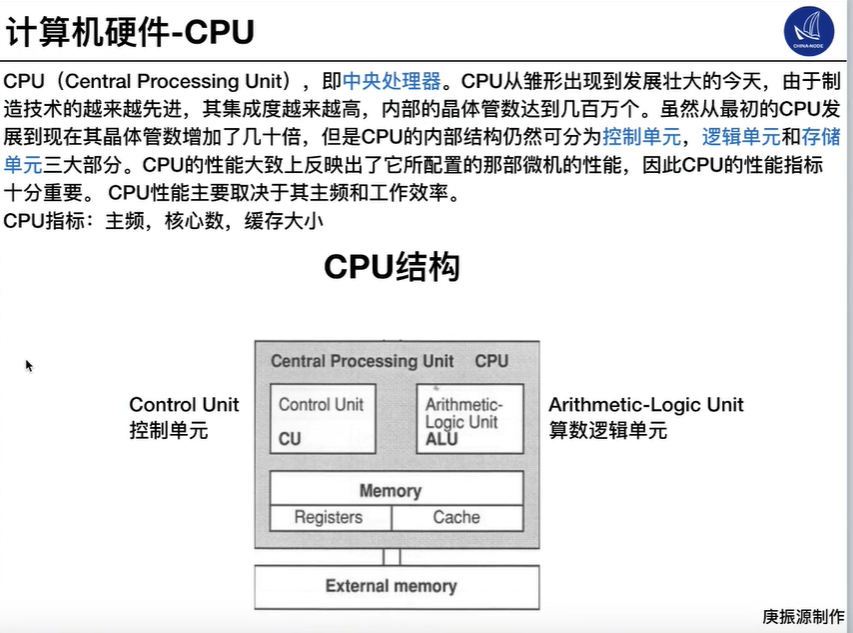 计算机硬件-CPU
CHINA-NODE
CPU（Central Processing Unit），即中央处理器。CPU从雏形出现到发展壮大的今天，由于制
造技术的越来越先进，其集成度越来越高，内部的晶体管数达到几百万个。虽然从最初的CPU发
展到现在其晶体管数增加了几十倍，但是CPU的内部结构仍然可分为控制单元，逻辑单元和存储
单元三大部分。CPU的性能大致上反映出了它所配置的那部微机的性能，因此CPU的性能指标
十分重要。 CPU性能主要取决于其主频和工作效率。
CPU指标：主频，核心数，缓存大小
CPU结构
Central Processing Unit CPU
Control Unit
控制单元
Control Unit
CU
Arithmetic-
Logic Unit
ALU
Arithmetic-Logic Unit
算数逻辑单元
Memory
Registers
Cache
External memory
庚振源制作